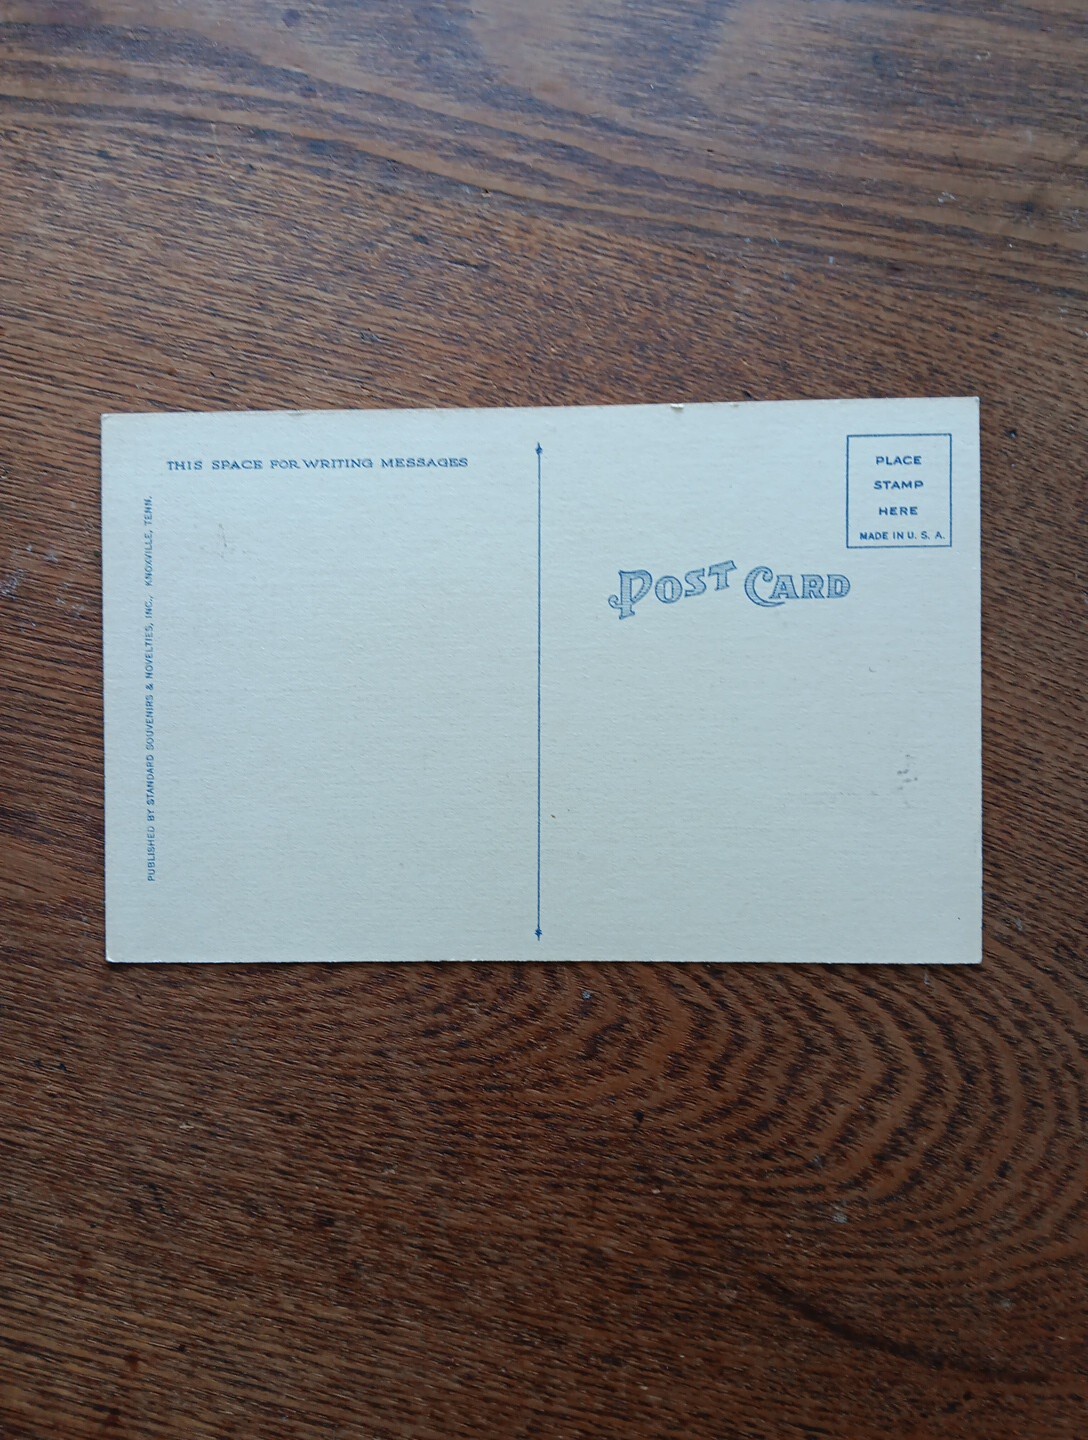 THIS SPACE FOR WRITING MESSAGES
PUBLISHED BY STANDARD SOUVENIRS & NOVELTIES, INC., KNOXVILLE, TENN.
PLACE
STAMP
HERE
MADE IN U. S. A.
POST CARD